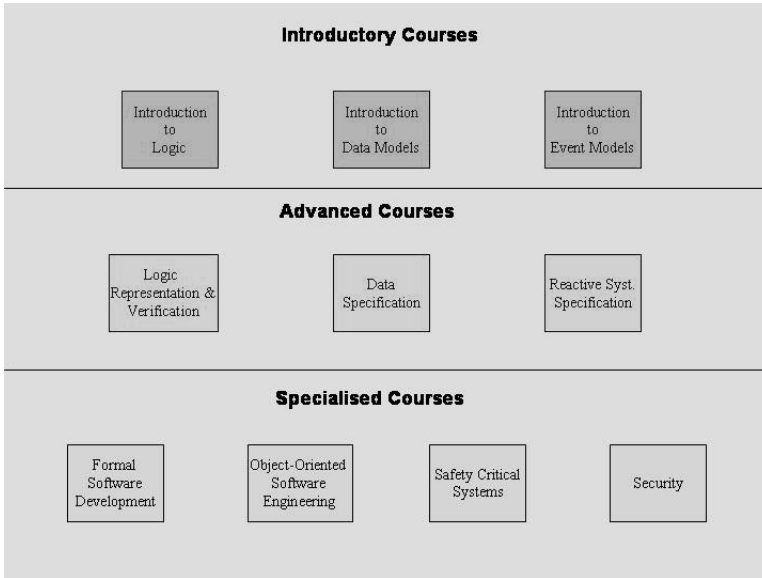 Introductory Courses
Introduction
to
Logic
Introduction
to
Data Models
Introduction
to
Event Models
Advanced Courses
Logic
Representation &
Verification
Data
Specification
Reactive Syst.
Specification
Specialised Courses
Formal
Software
Development
Object-Oriented
Software
Engineering
Safety Critical
Systems
Security